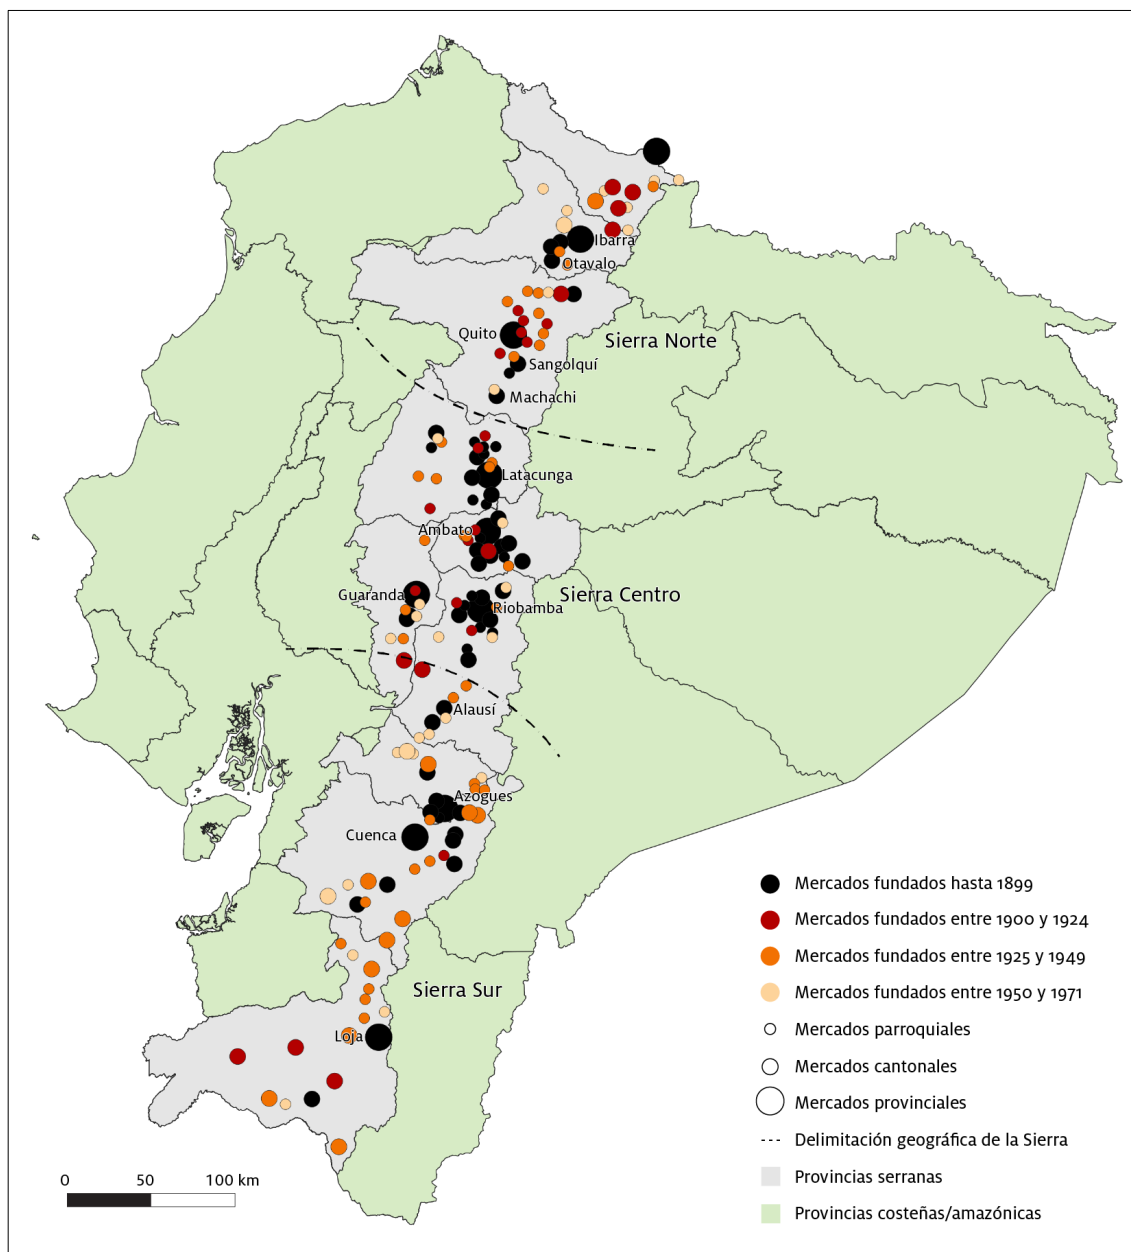 Ibarra
Otavalo
Quito
Sierra Norte
Sangolquí
Machachi
Latacunga
Ambato
Guaranda
Sierra Centro
Riobamba
Alausí
Azogues
Cuenca
Sierra Sur
Loja
Mercados fundados hasta 1899
Mercados fundados entre 1900 y 1924
Mercados fundados entre 1925 y 1949
Mercados fundados entre 1950 y 1971
Mercados parroquiales
Mercados cantonales
Mercados provinciales
Delimitación geográfica de la Sierra
Provincias serranas
Provincias costeñas/amazónicas
0 50 100 km